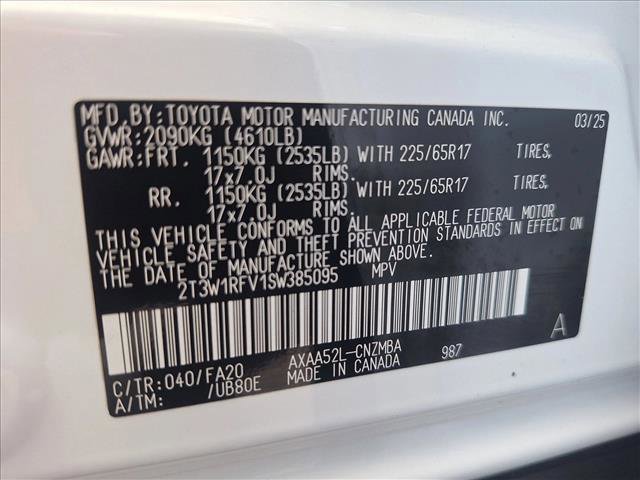 MFD.BY:TOYOTA MOTOR MANUFACTURING CANADA INC. 03/25
GVWR:2090KG (4610LB)
GAWR:FRT. 1150KG (2535LB) WITH 225/65R17 TIRES,
17x7.0J RIMS.
RR. 1150KG (2535LB) WITH 225/65R17 TIRES,
17x7.0J RIMS.
THIS VEHICLE CONFORMS TO ALL APPLICABLE FEDERAL MOTOR
VEHICLE SAFETY AND THEFT PREVENTION STANDARDS IN EFFECT ON
THE DATE OF MANUFACTURE SHOWN ABOVE.
2T3W1RFV1SW385095 MPV
A
C/TR:040/FA20 AXAA52L-CNZMBA 987
A/TM: /UB80E MADE IN CANADA